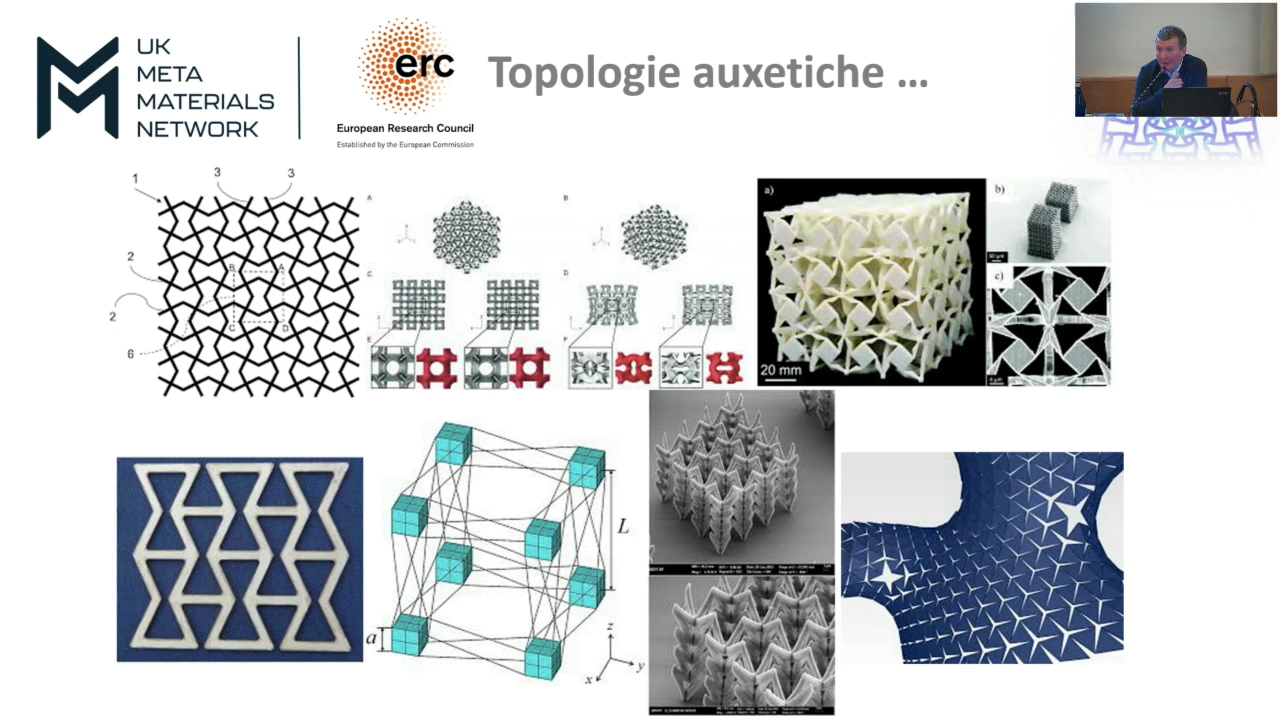 UK
META
MATERIALS
NETWORK
erc
European Research Council
Established by the European Commission
Topologie auxetiche ...
1
3
3
2
2
6
B
A
C
D
A
B
C
D
E
F
a)
20 mm
b)
c)
L
a
z
y
x